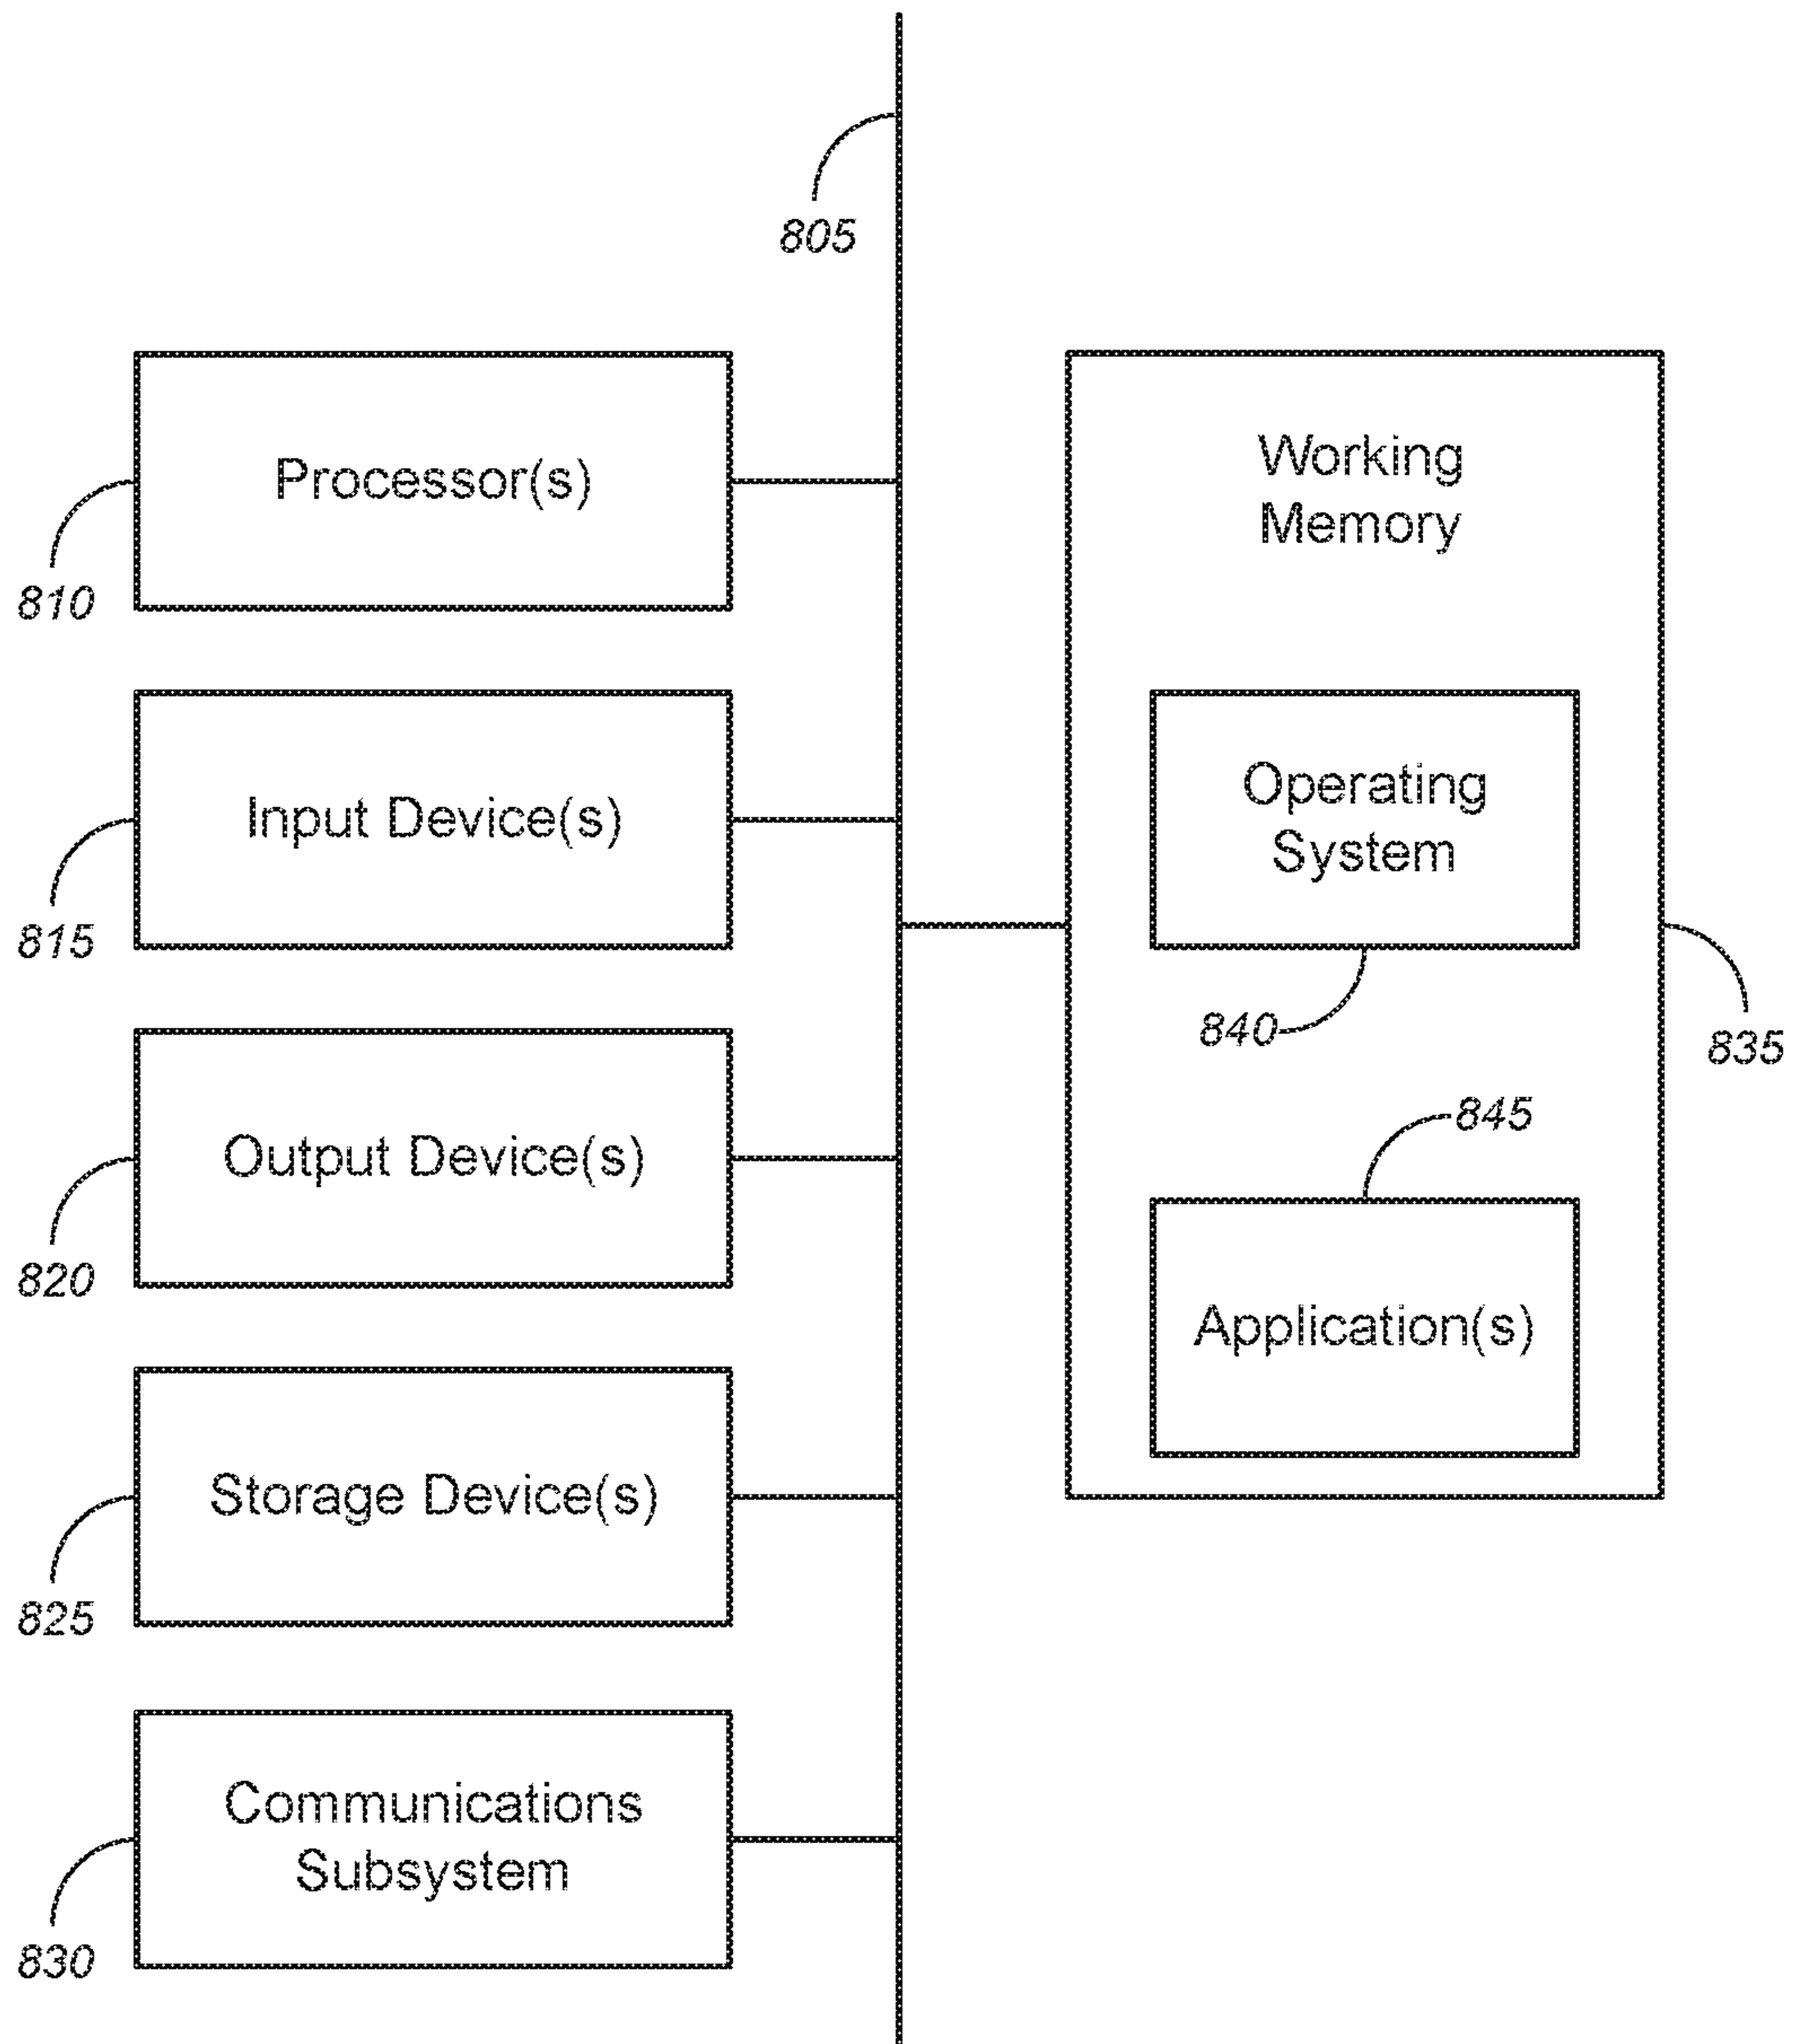 805
Processor(s)
810
Input Device(s)
815
Output Device(s)
820
Storage Device(s)
825
Communications
Subsystem
830
Working
Memory
Operating
System
840
835
845
Application(s)